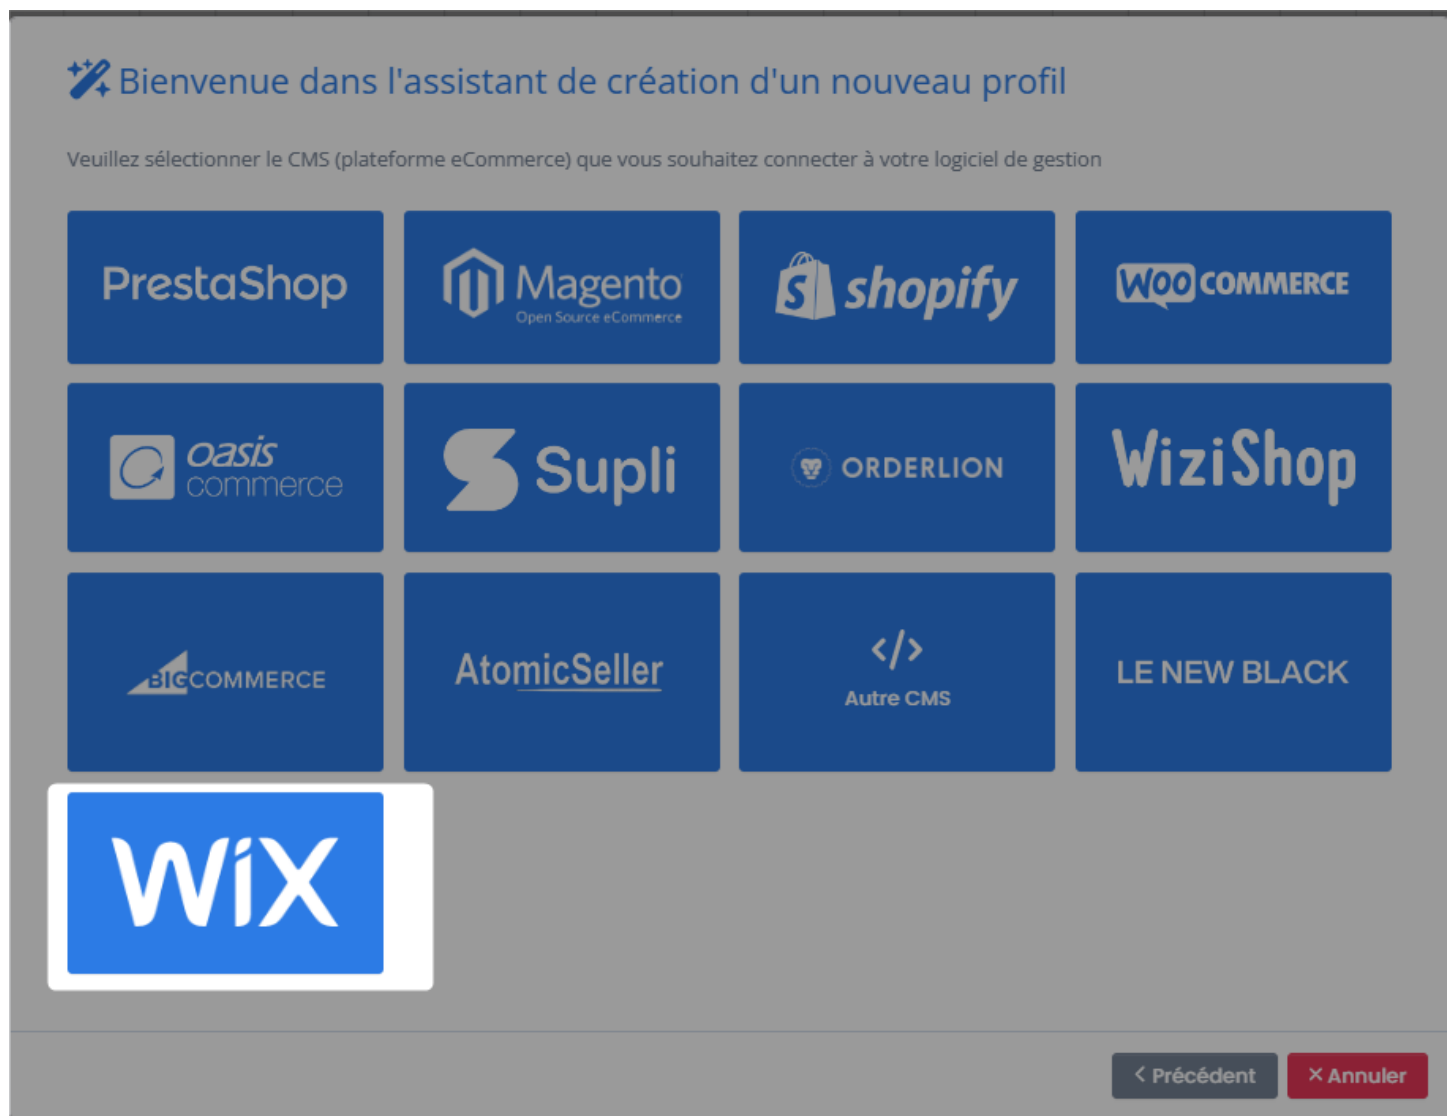 Bienvenue dans l'assistant de création d'un nouveau profil
Veuillez sélectionner le CMS (plateforme eCommerce) que vous souhaitez connecter à votre logiciel de gestion
PrestaShop
Magento
Open Source eCommerce
shopify
WOO COMMERCE
oasis
commerce
Supli
ORDERLION
WiziShop
BIGCOMMERCE
AtomicSeller
</>
Autre CMS
LE NEW BLACK
WiX
< Précédent
× Annuler